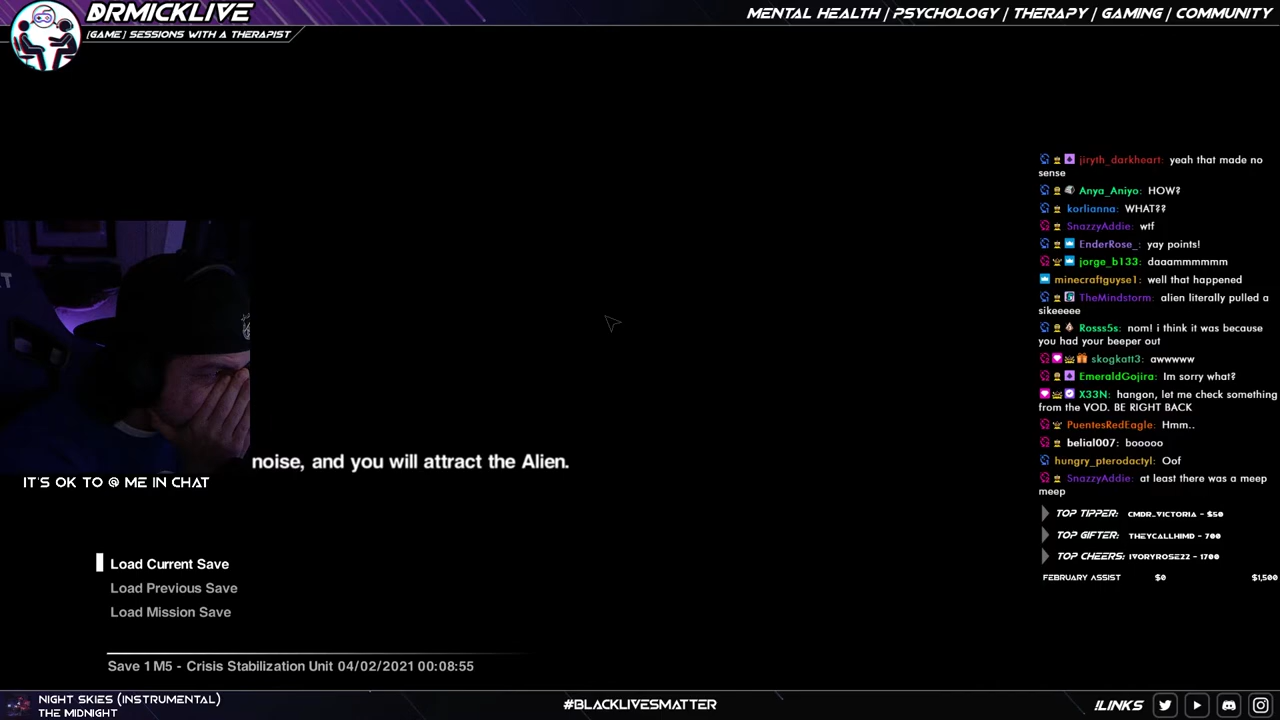 DRMICKLIVE
[GAME] SESSIONS WITH A THERAPIST
MENTAL HEALTH | PSYCHOLOGY | THERAPY | GAMING | COMMUNITY
jiryth_darkheart: yeah that made no
sense
Anya_Aniyo: HOW?
korlianna: WHAT??
SnazzyAddie: wtf
EnderRose_: yay points!
jorge_b133: daaammmmmm
minecraftguyse1: well that happened
TheMindstorm: alien literally pulled a
sikeeeee
Rosss5s: nom! i think it was because
you had your beeper out
skogkatt3: awwwww
EmeraldGojira: Im sorry what?
X33N: hangon, let me check something
from the VOD. BE RIGHT BACK
PuentesRedEagle: Hmm..
belial007: booooo
hungry_pterodactyl: Oof
SnazzyAddie: at least there was a meep
meep
TOP TIPPER: CMDR_VICTORIA - $50
TOP GIFTER: THEYCALLHIMD - 700
TOP CHEERS: IVORYROSE22 - 1700
FEBRUARY ASSIST $0 $1,500
noise, and you will attract the Alien.
IT'S OK TO @ ME IN CHAT
Load Current Save
Load Previous Save
Load Mission Save
Save 1 M5 - Crisis Stabilization Unit 04/02/2021 00:08:55
NIGHT SKIES (INSTRUMENTAL)
THE MIDNIGHT
#BLACKLIVESMATTER
!LINKS